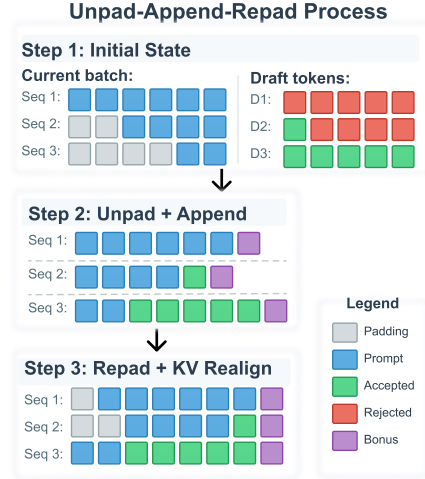 Unpad-Append-Repad Process
Step 1: Initial State
Current batch:
Seq 1:
Seq 2:
Seq 3:
Draft tokens:
D1:
D2:
D3:
Step 2: Unpad + Append
Seq 1:
Seq 2:
Seq 3:
Legend
Padding
Prompt
Accepted
Rejected
Bonus
Step 3: Repad + KV Realign
Seq 1:
Seq 2:
Seq 3: